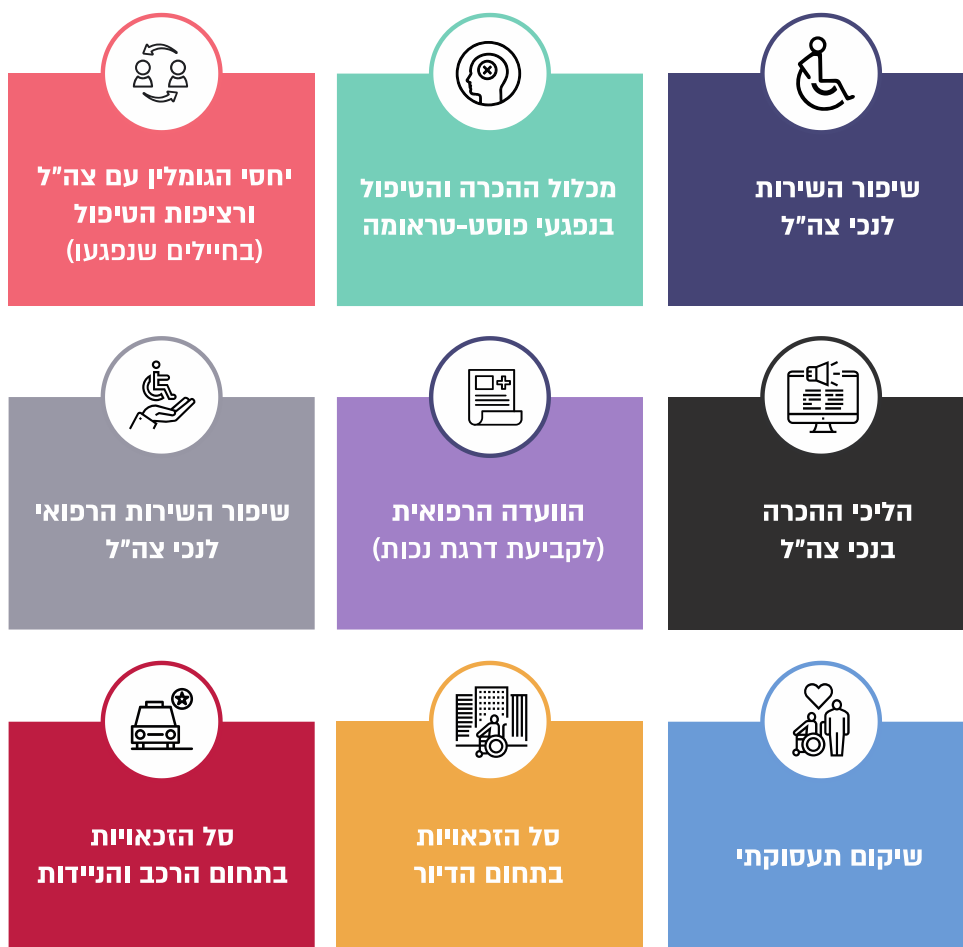 שיפור השירות
לנכי צה"ל
מכלול ההכרה והטיפול
בנפגעי פוסט-טראומה
יחסי הגומלין עם צה"ל
ורציפות הטיפול
(בחיילים שנפגעו)
הליכי ההכרה
בנכי צה"ל
הוועדה הרפואית
(לקביעת דרגת נכות)
שיפור השירות הרפואי
לנכי צה"ל
שיקום תעסוקתי
סל הזכאויות
בתחום הדיור
סל הזכאויות
בתחום הרכב והניידות